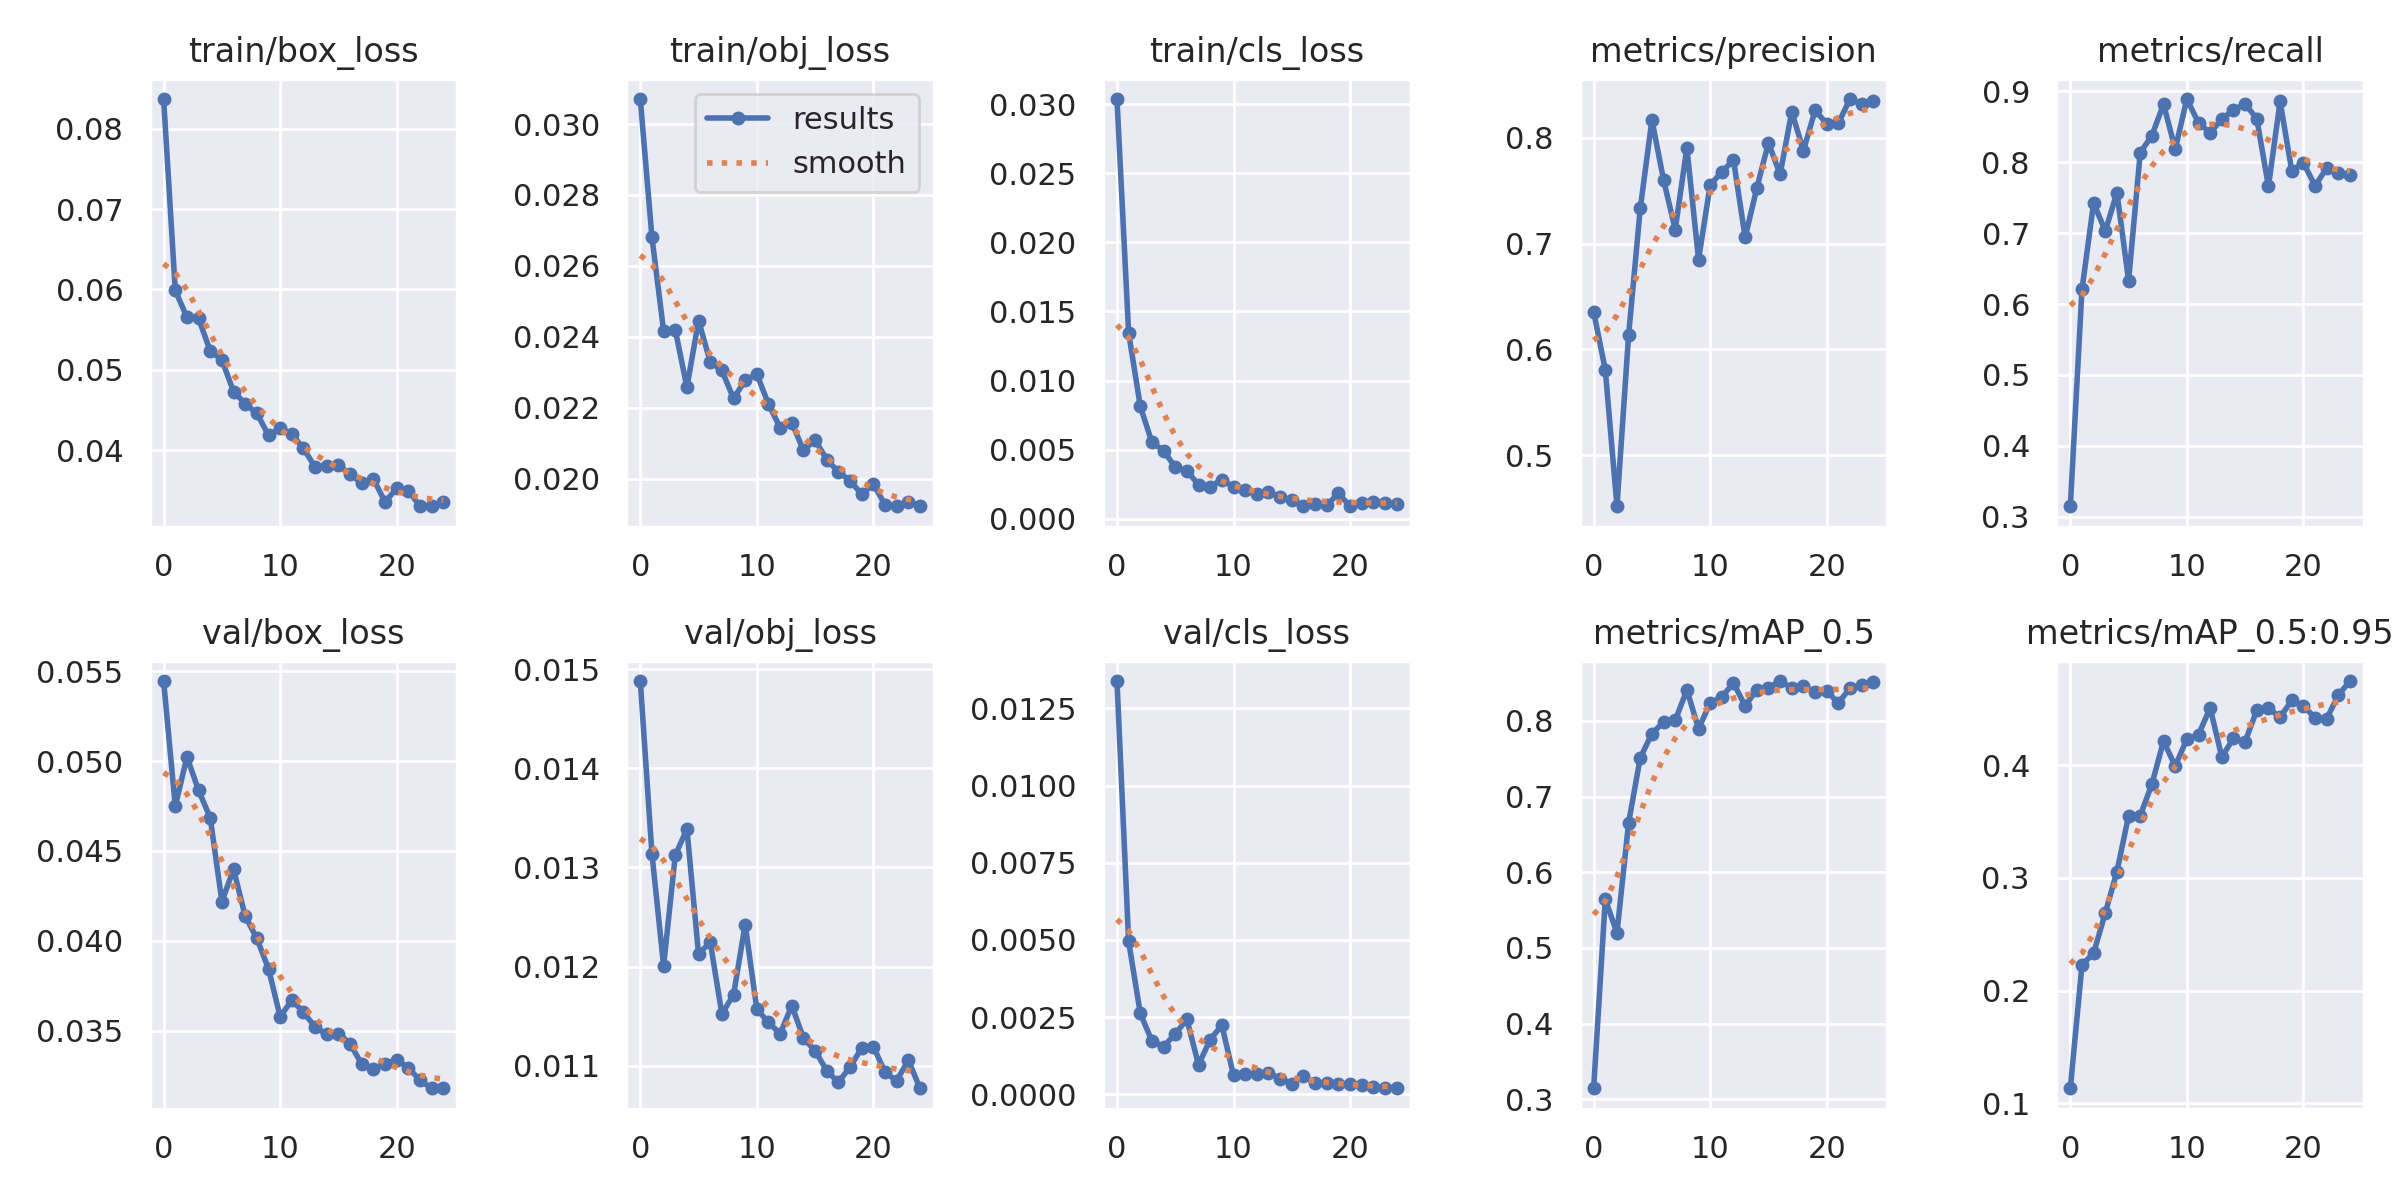 train/box_loss
0.08
0.07
0.06
0.05
0.04
0 10 20
train/obj_loss
results
smooth
0.030
0.028
0.026
0.024
0.022
0.020
0 10 20
train/cls_loss
0.030
0.025
0.020
0.015
0.010
0.005
0.000
0 10 20
metrics/precision
0.8
0.7
0.6
0.5
0 10 20
metrics/recall
0.9
0.8
0.7
0.6
0.5
0.4
0.3
0 10 20
val/box_loss
0.055
0.050
0.045
0.040
0.035
0 10 20
val/obj_loss
0.015
0.014
0.013
0.012
0.011
0 10 20
val/cls_loss
0.0125
0.0100
0.0075
0.0050
0.0025
0.0000
0 10 20
metrics/mAP_0.5
0.8
0.7
0.6
0.5
0.4
0.3
0 10 20
metrics/mAP_0.5:0.95
0.4
0.3
0.2
0.1
0 10 20